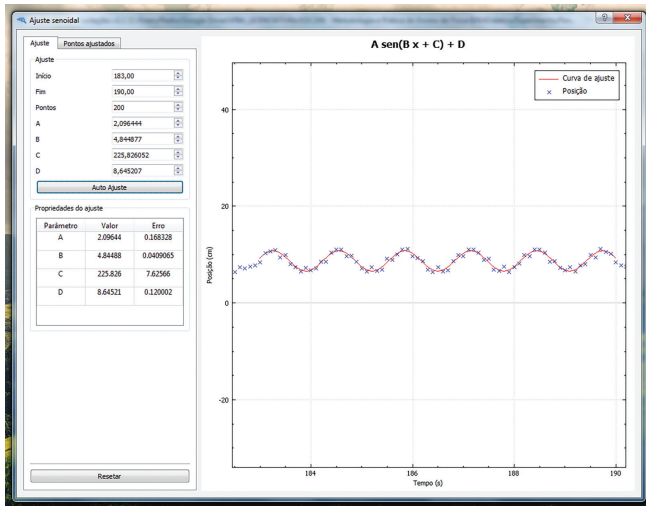 Ajuste senoidal
Ajuste Pontos ajustados
Ajuste
Início 183,00
Fim 190,00
Pontos 200
A 2,096444
B 4,844877
C 225,826052
D 8,645207
Auto Ajuste
Propriedades do ajuste
Parâmetro Valor Erro
A 2.09644 0.168328
B 4.84488 0.0409065
C 225.826 7.62566
D 8.64521 0.120002
Resetar
A sen(B x + C) + D
Curva de ajuste
Posição
Posição (cm)
40
20
0
-20
184 186 188 190
Tempo (s)